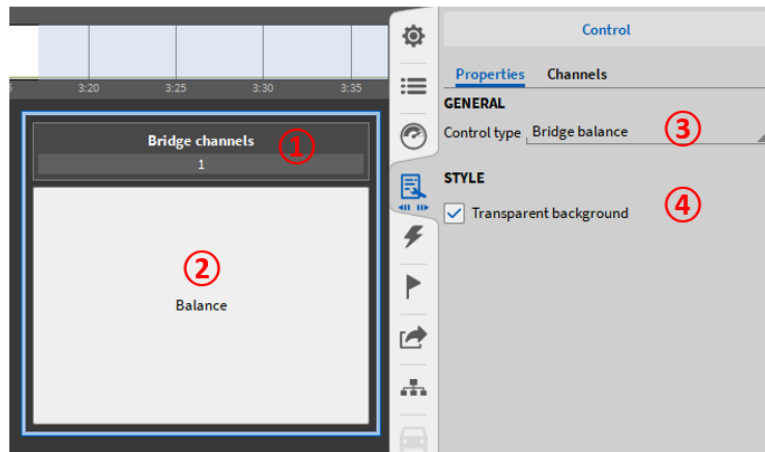 3:20 3:25 3:30 3:35
Bridge channels ①
1
②
Balance
Control
Properties Channels
GENERAL
Control type Bridge balance ③
STYLE
Transparent background ④